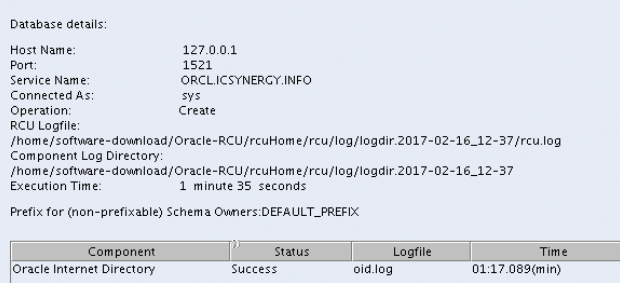 Database details:
Host Name: 127.0.0.1
Port: 1521
Service Name: ORCL.ICSYNERGY.INFO
Connected As: sys
Operation: Create
RCU Logfile:
/home/software-download/Oracle-RCU/rcuHome/rcu/log/logdir.2017-02-16_12-37/rcu.log
Component Log Directory:
/home/software-download/Oracle-RCU/rcuHome/rcu/log/logdir.2017-02-16_12-37
Execution Time: 1 minute 35 seconds
Prefix for (non-prefixable) Schema Owners:DEFAULT_PREFIX
Component Status Logfile Time
Oracle Internet Directory Success oid.log 01:17.089(min)